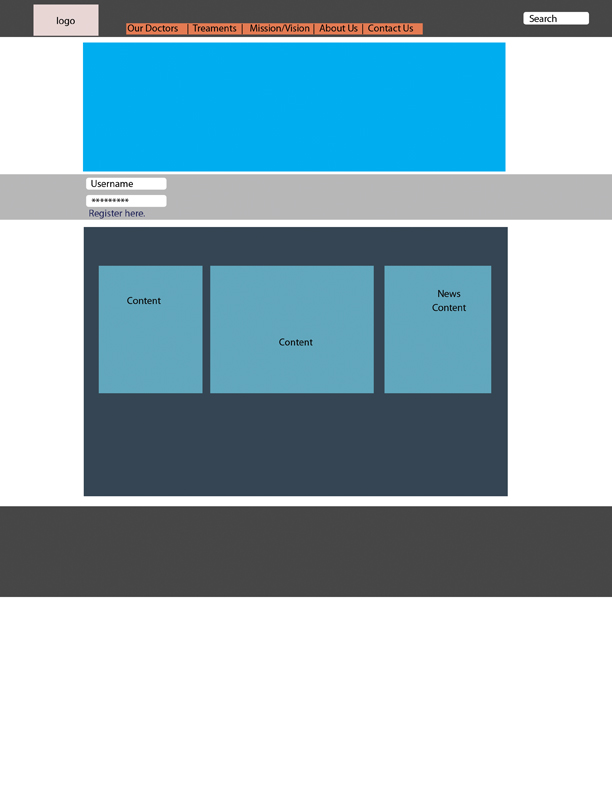 logo
Search
Our Doctors | Treaments | Mission/Vision | About Us | Contact Us
Username
*********
Register here.
Content
Content
News
Content